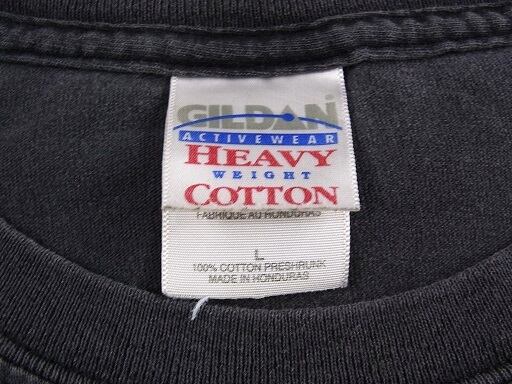 GILDAN
ACTIVEWEAR
HEAVY
WEIGHT
COTTON
FABRIQUE AU HONDURAS
L
100% COTTON PRESHRUNK
MADE IN HONDURAS